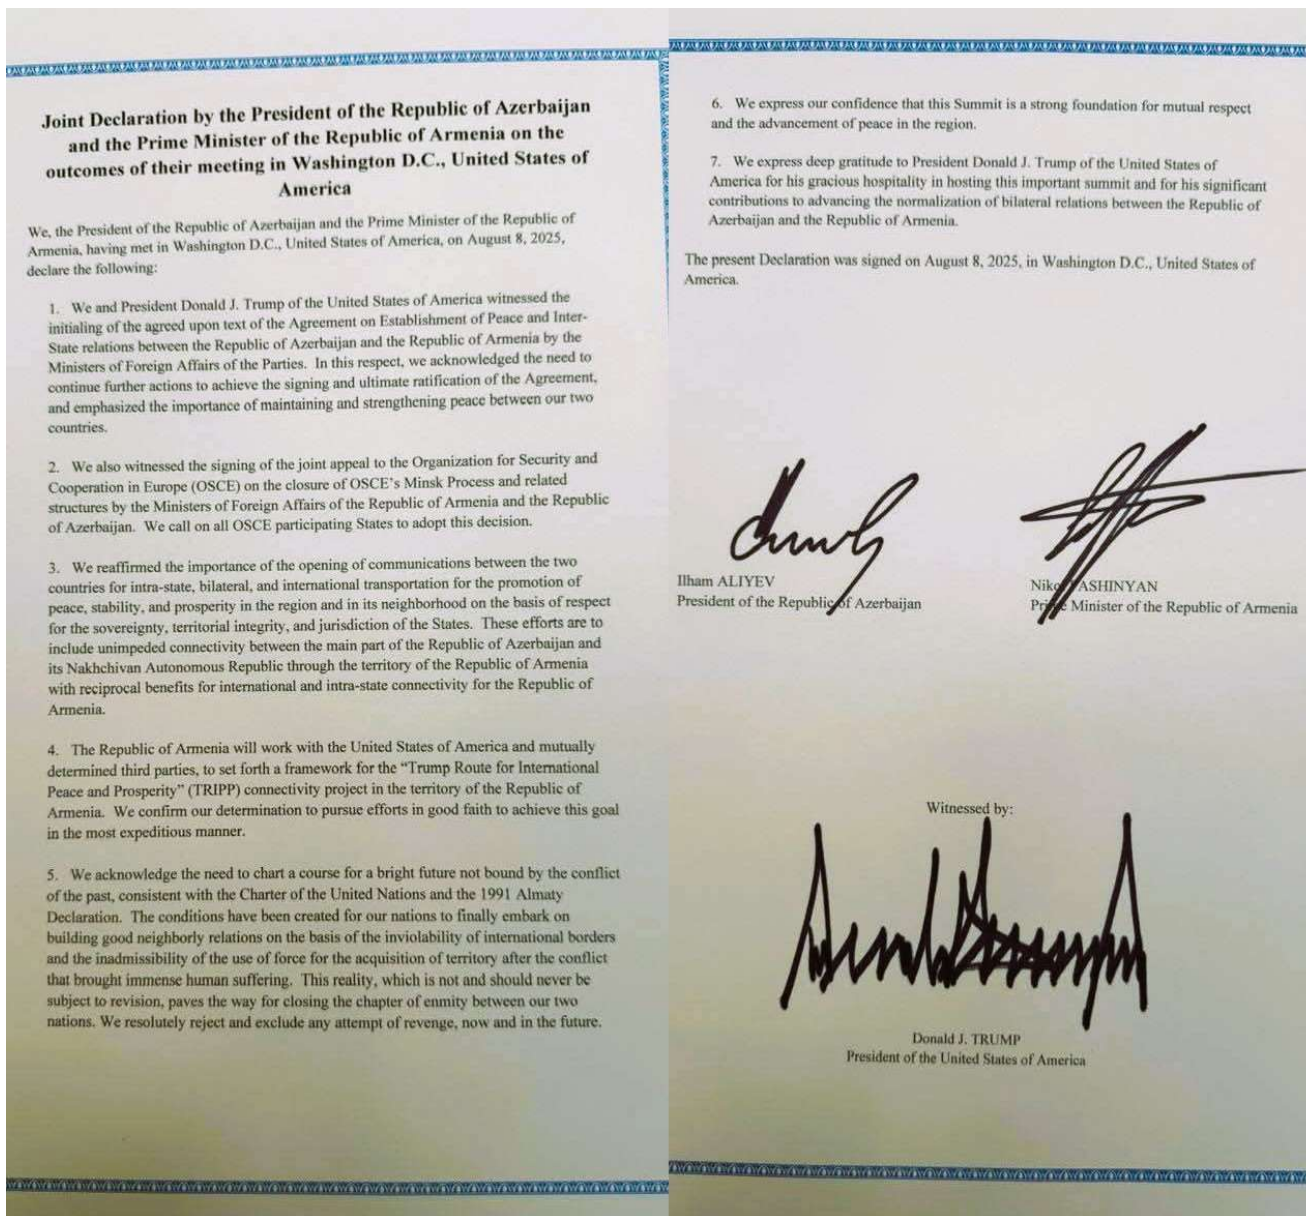 Joint Declaration by the President of the Republic of Azerbaijan
and the Prime Minister of the Republic of Armenia on the
outcomes of their meeting in Washington D.C., United States of
America
We, the President of the Republic of Azerbaijan and the Prime Minister of the Republic of
Armenia, having met in Washington D.C., United States of America, on August 8, 2025,
declare the following:
1. We and President Donald J. Trump of the United States of America witnessed the
initialing of the agreed upon text of the Agreement on Establishment of Peace and Inter-
State relations between the Republic of Azerbaijan and the Republic of Armenia by the
Ministers of Foreign Affairs of the Parties. In this respect, we acknowledged the need to
continue further actions to achieve the signing and ultimate ratification of the Agreement,
and emphasized the importance of maintaining and strengthening peace between our two
countries.
2. We also witnessed the signing of the joint appeal to the Organization for Security and
Cooperation in Europe (OSCE) on the closure of OSCE's Minsk Process and related
structures by the Ministers of Foreign Affairs of the Republic of Armenia and the Republic
of Azerbaijan. We call on all OSCE participating States to adopt this decision.
3. We reaffirmed the importance of the opening of communications between the two
countries for intra-state, bilateral, and international transportation for the promotion of
peace, stability, and prosperity in the region and in its neighborhood on the basis of respect
for the sovereignty, territorial integrity, and jurisdiction of the States. These efforts are to
include unimpeded connectivity between the main part of the Republic of Azerbaijan and
its Nakhchivan Autonomous Republic through the territory of the Republic of Armenia
with reciprocal benefits for international and intra-state connectivity for the Republic of
Armenia.
4. The Republic of Armenia will work with the United States of America and mutually
determined third parties, to set forth a framework for the “Trump Route for International
Peace and Prosperity” (TRIPP) connectivity project in the territory of the Republic of
Armenia. We confirm our determination to pursue efforts in good faith to achieve this goal
in the most expeditious manner.
5. We acknowledge the need to chart a course for a bright future not bound by the conflict
of the past, consistent with the Charter of the United Nations and the 1991 Almaty
Declaration. The conditions have been created for our nations to finally embark on
building good neighborly relations on the basis of the inviolability of international borders
and the inadmissibility of the use of force for the acquisition of territory after the conflict
that brought immense human suffering. This reality, which is not and should never be
subject to revision, paves the way for closing the chapter of enmity between our two
nations. We resolutely reject and exclude any attempt of revenge, now and in the future.
6. We express our confidence that this Summit is a strong foundation for mutual respect
and the advancement of peace in the region.
7. We express deep gratitude to President Donald J. Trump of the United States of
America for his gracious hospitality in hosting this important summit and for his significant
contributions to advancing the normalization of bilateral relations between the Republic of
Azerbaijan and the Republic of Armenia.
The present Declaration was signed on August 8, 2025, in Washington D.C., United States of
America.
Ilham ALIYEV
President of the Republic of Azerbaijan
Nikol PASHINYAN
Prime Minister of the Republic of Armenia
Witnessed by:
Donald J. TRUMP
President of the United States of America